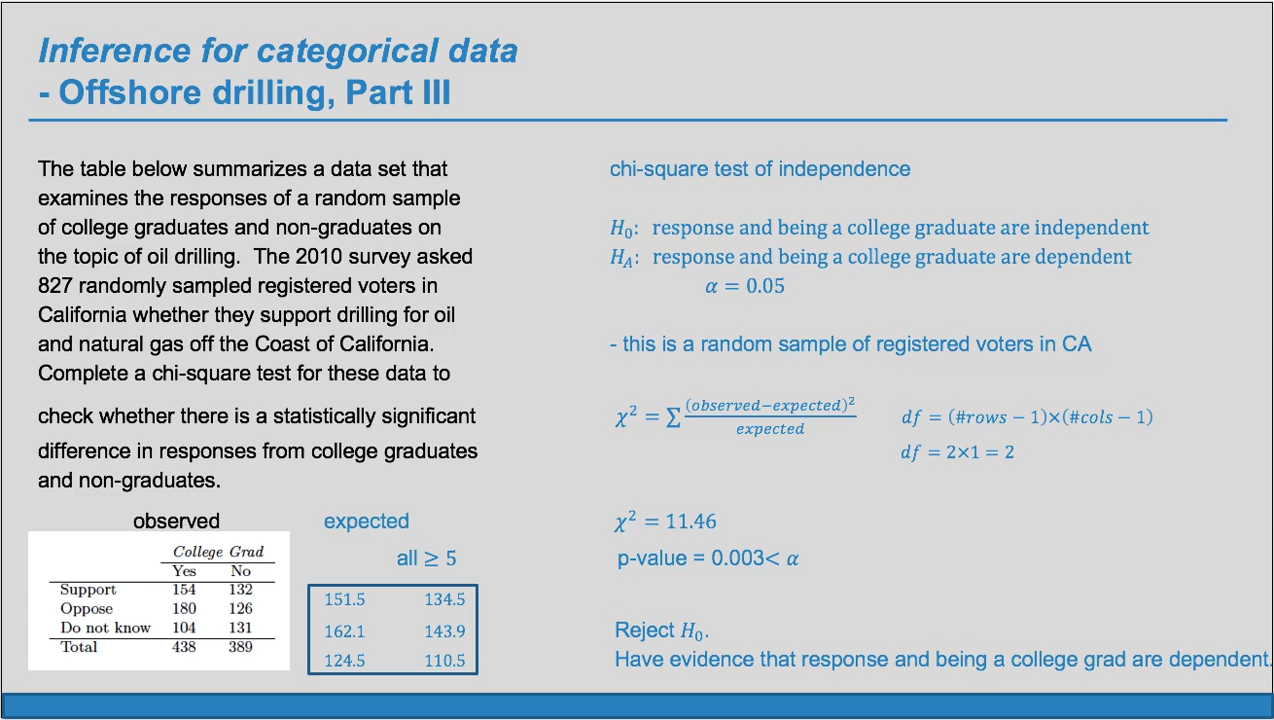 Inference for categorical data
- Offshore drilling, Part III
The table below summarizes a data set that
examines the responses of a random sample
of college graduates and non-graduates on
the topic of oil drilling. The 2010 survey asked
827 randomly sampled registered voters in
California whether they support drilling for oil
and natural gas off the Coast of California.
Complete a chi-square test for these data to
check whether there is a statistically significant
difference in responses from college graduates
and non-graduates.
observed
College Grad
Yes No
Support 154 132
Oppose 180 126
Do not know 104 131
Total 438 389
expected
all ≥ 5
151.5 134.5
162.1 143.9
124.5 110.5
chi-square test of independence
H₀: response and being a college graduate are independent
H_A: response and being a college graduate are dependent
α = 0.05
- this is a random sample of registered voters in CA
χ² = ∑ (observed−expected)² / expected
df = (#rows − 1)×(#cols − 1)
df = 2×1 = 2
χ² = 11.46
p-value = 0.003< α
Reject H₀.
Have evidence that response and being a college grad are dependent.